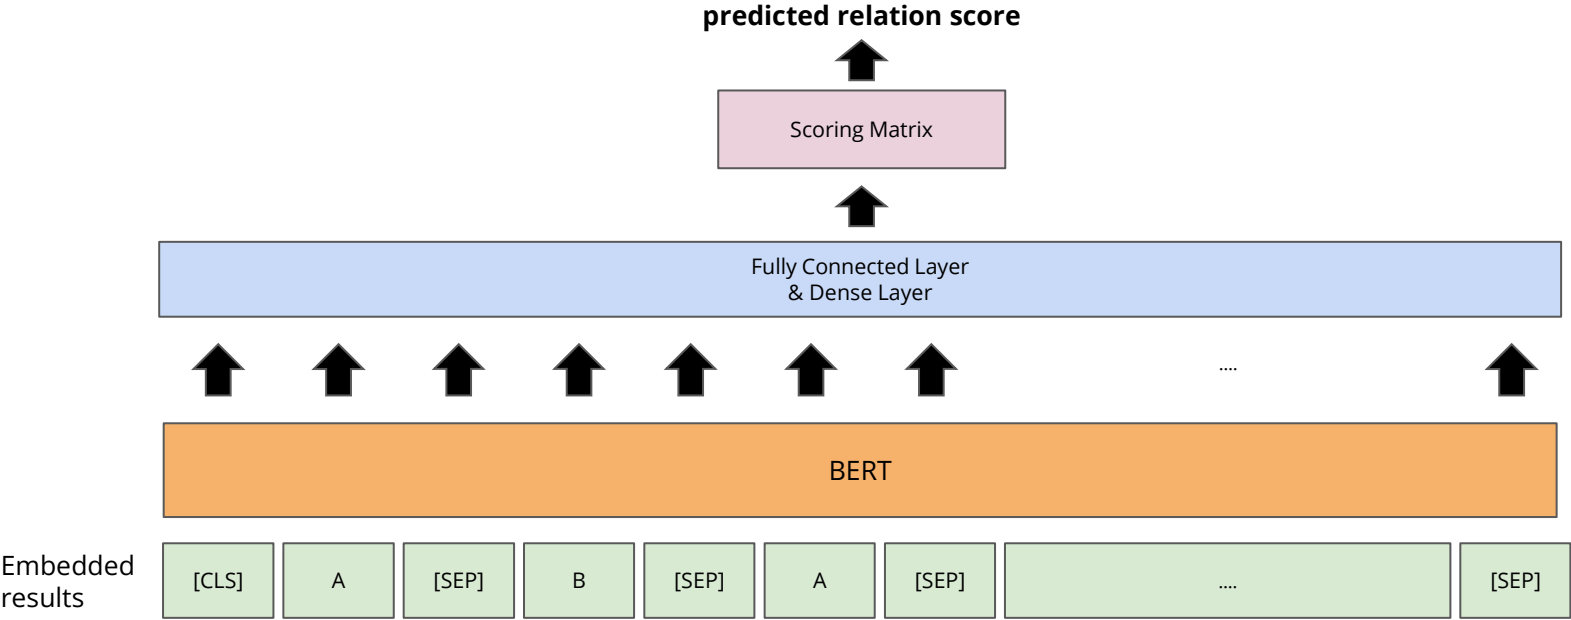 predicted relation score
Scoring Matrix
Fully Connected Layer
& Dense Layer
....
BERT
Embedded
results
[CLS]
A
[SEP]
B
[SEP]
A
[SEP]
....
[SEP]